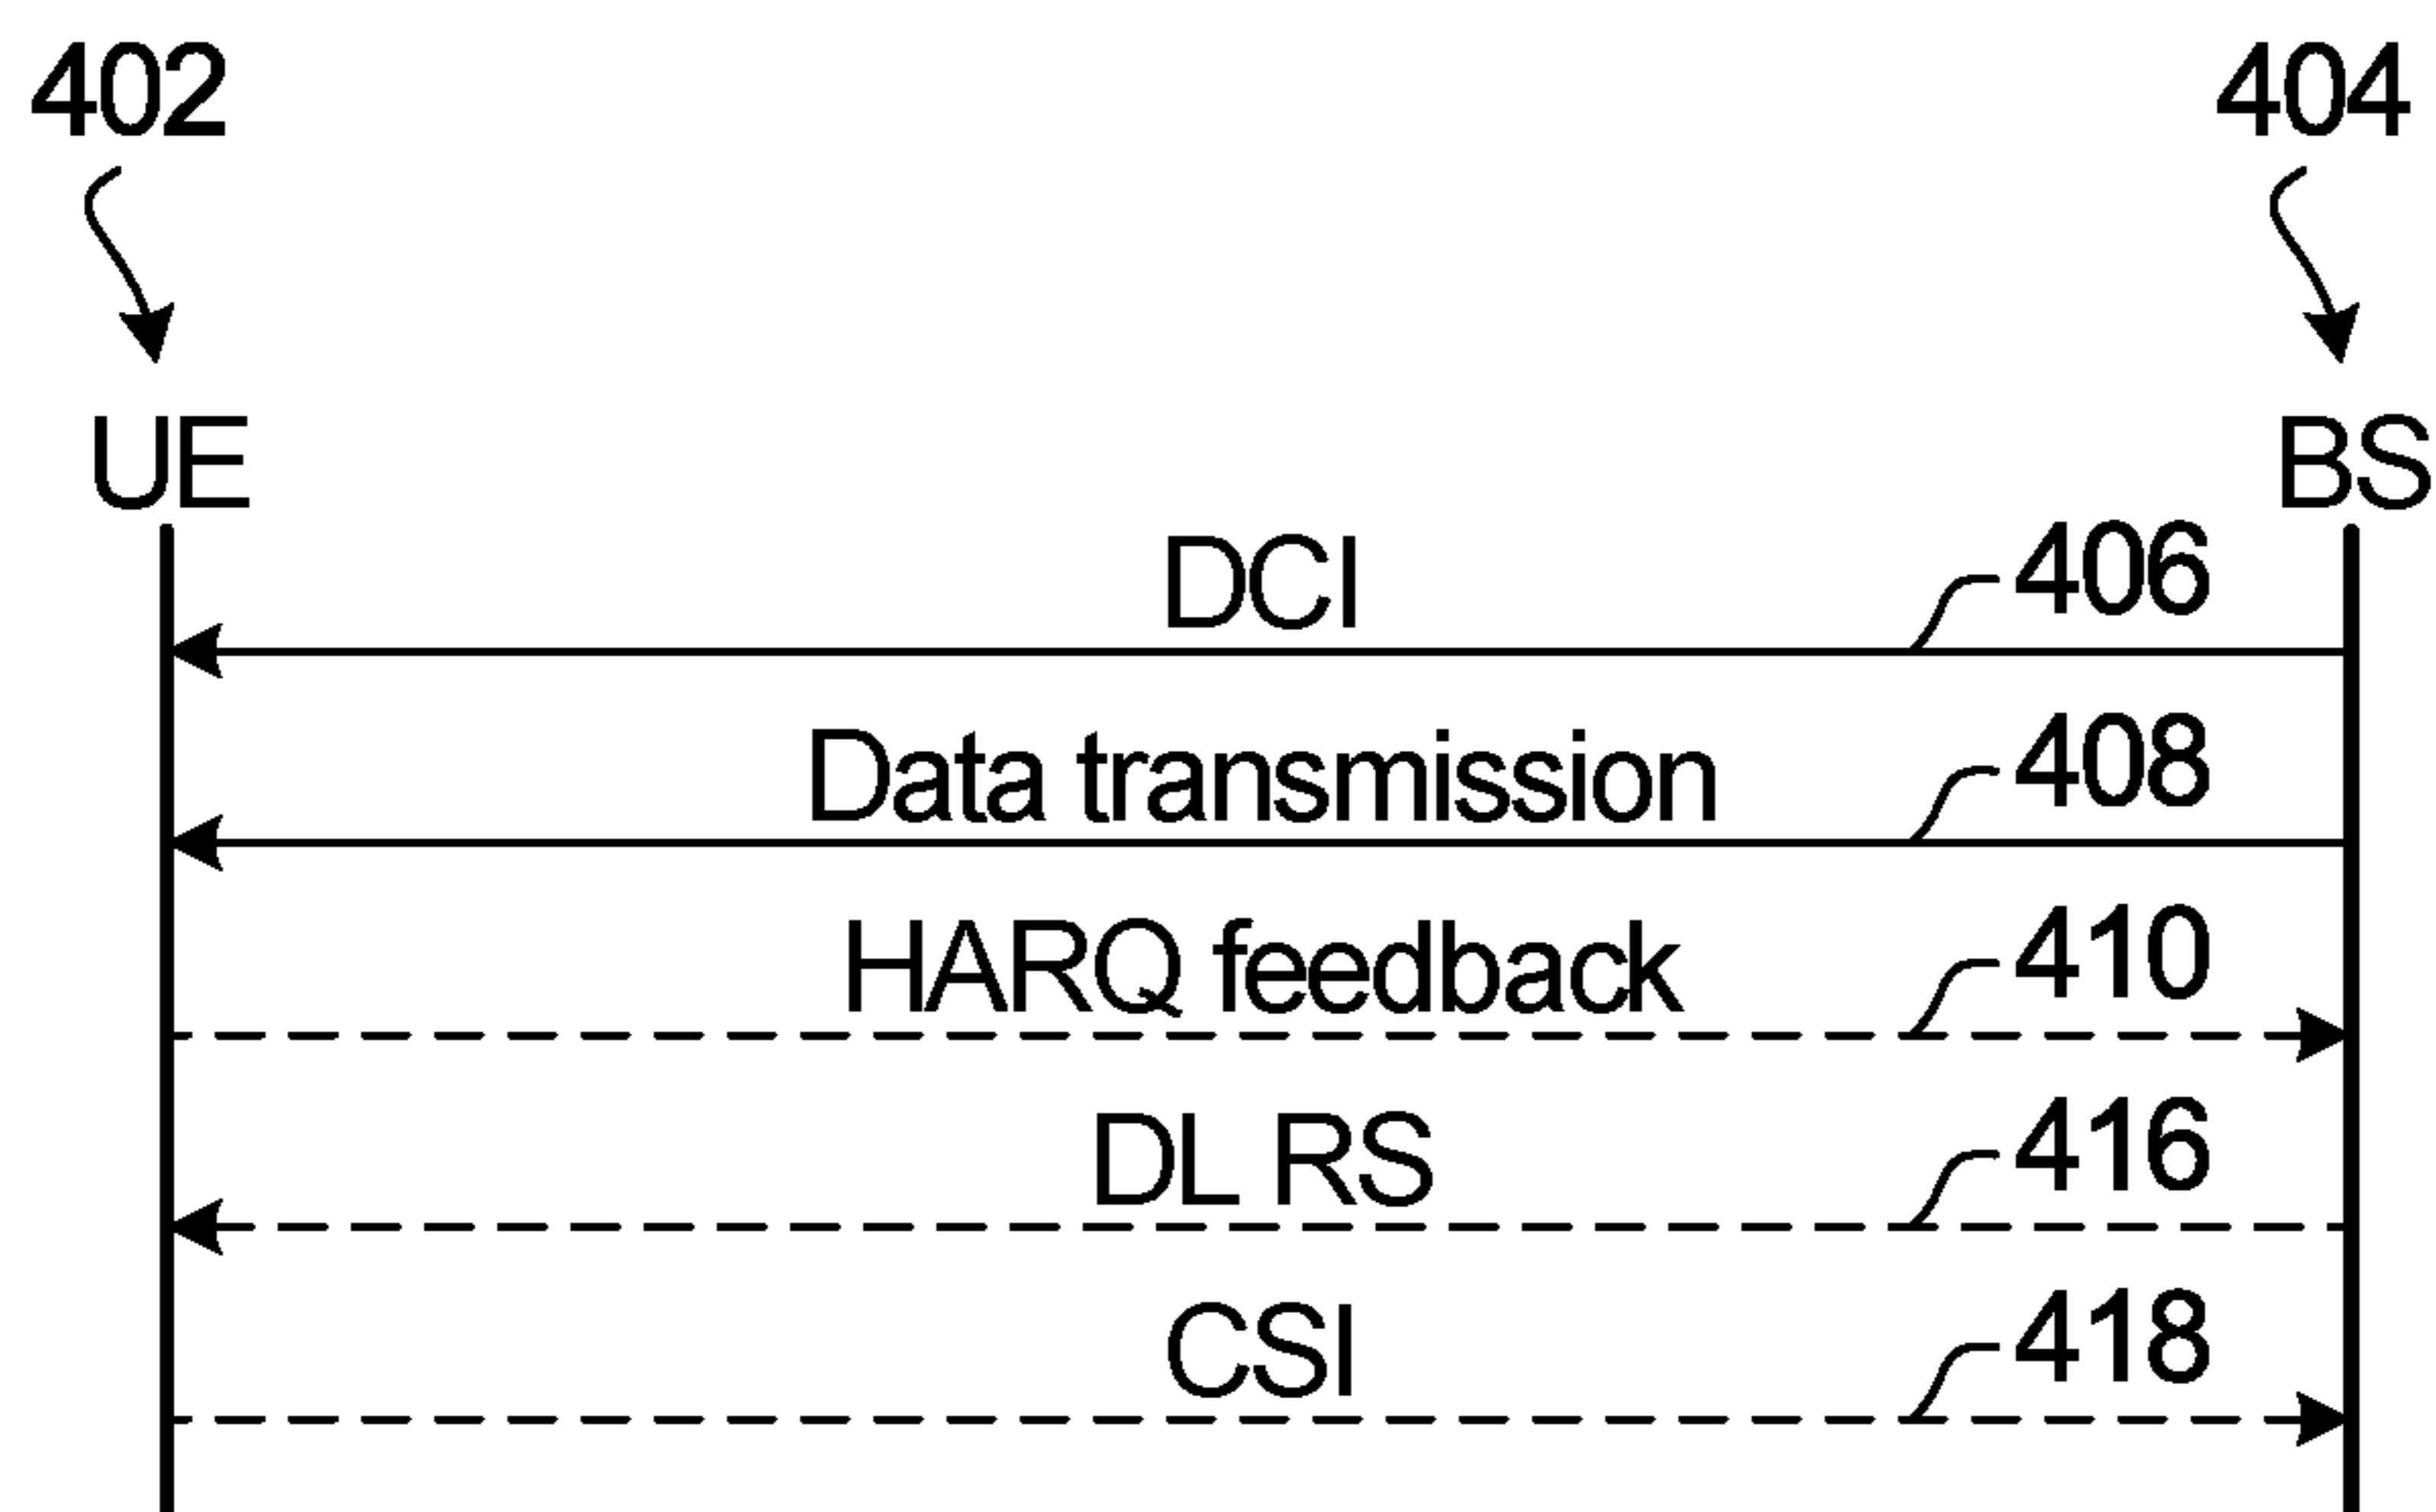 402 404
UE BS
DCI 406
Data transmission 408
HARQ feedback 410
DL RS 416
CSI 418